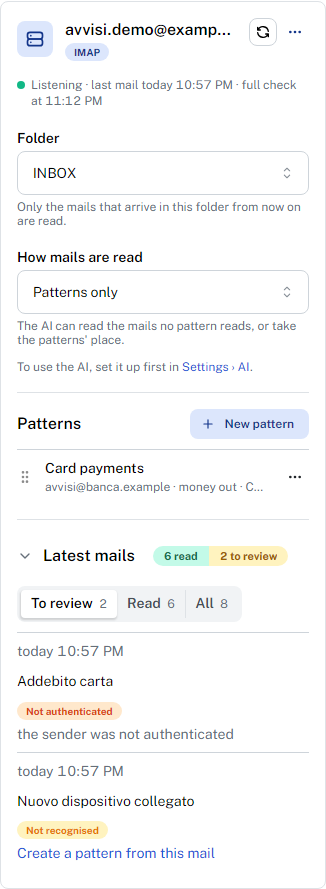 avvisi.demo@examp...
IMAP
Listening · last mail today 10:57 PM · full check
at 11:12 PM
Folder
INBOX
Only the mails that arrive in this folder from now on
are read.
How mails are read
Patterns only
The AI can read the mails no pattern reads, or take
the patterns' place.
To use the AI, set it up first in Settings › AI.
Patterns
+ New pattern
Card payments
avvisi@banca.example · money out · C...
Latest mails
6 read
2 to review
To review 2
Read 6
All 8
today 10:57 PM
Addebito carta
Not authenticated
the sender was not authenticated
today 10:57 PM
Nuovo dispositivo collegato
Not recognised
Create a pattern from this mail